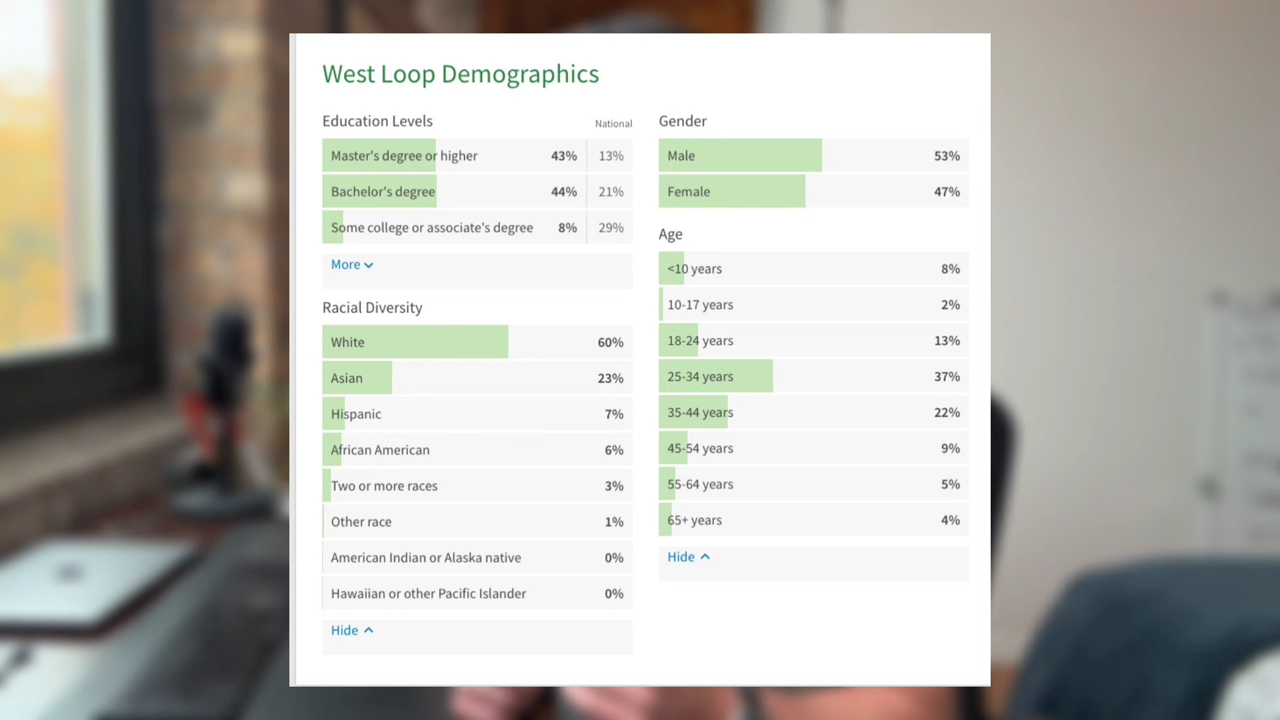 West Loop Demographics
Education Levels National
Master's degree or higher 43% 13%
Bachelor's degree 44% 21%
Some college or associate's degree 8% 29%
More
Racial Diversity
White 60%
Asian 23%
Hispanic 7%
African American 6%
Two or more races 3%
Other race 1%
American Indian or Alaska native 0%
Hawaiian or other Pacific Islander 0%
Hide
Gender
Male 53%
Female 47%
Age
<10 years 8%
10-17 years 2%
18-24 years 13%
25-34 years 37%
35-44 years 22%
45-54 years 9%
55-64 years 5%
65+ years 4%
Hide